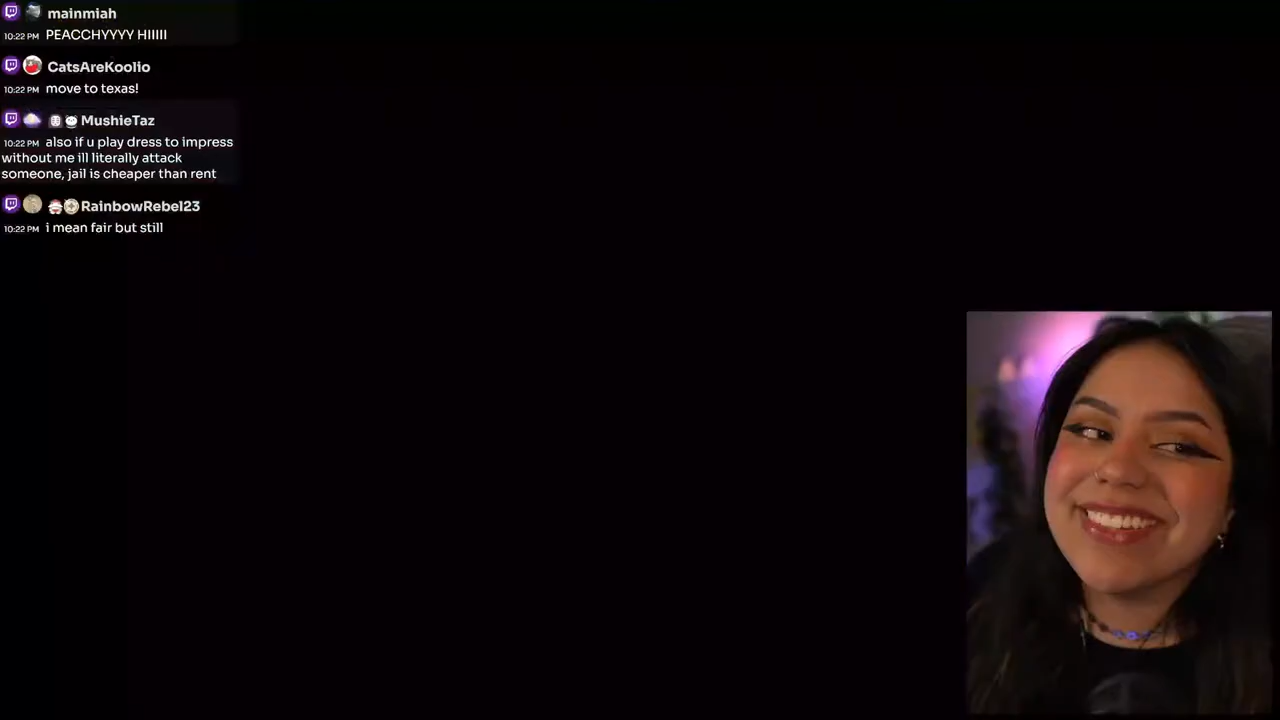 mainmiah
10:22 PM PEACCHYYYY HIIIII
CatsAreKoolio
10:22 PM move to texas!
MushieTaz
10:22 PM also if u play dress to impress
without me ill literally attack
someone, jail is cheaper than rent
RainbowRebel23
10:22 PM i mean fair but still